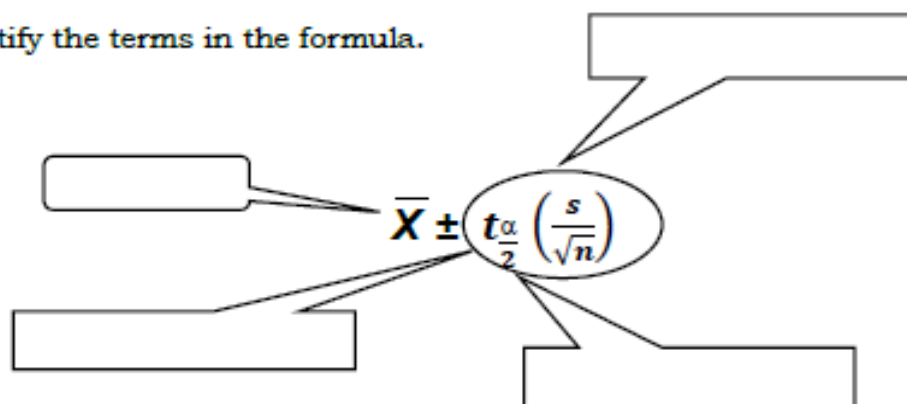 tify the terms in the formula.
X̄ ± t_{α/2} (s/√n)